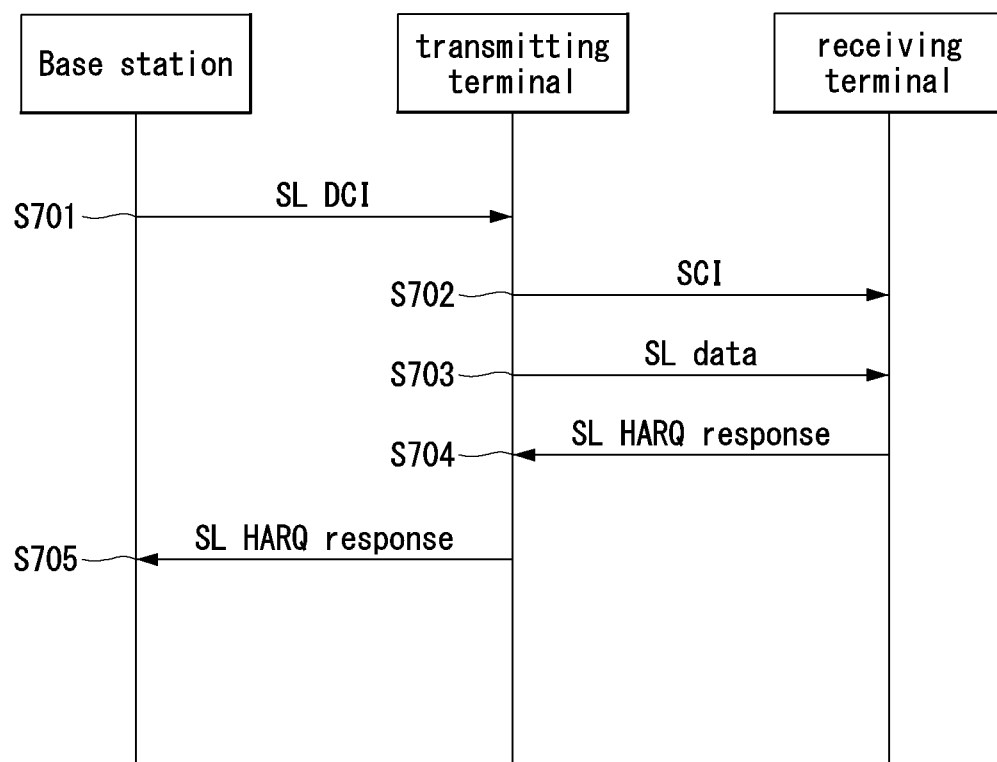 Base station
transmitting
terminal
receiving
terminal
SL DCI
S701
SCI
S702
SL data
S703
SL HARQ response
S704
SL HARQ response
S705